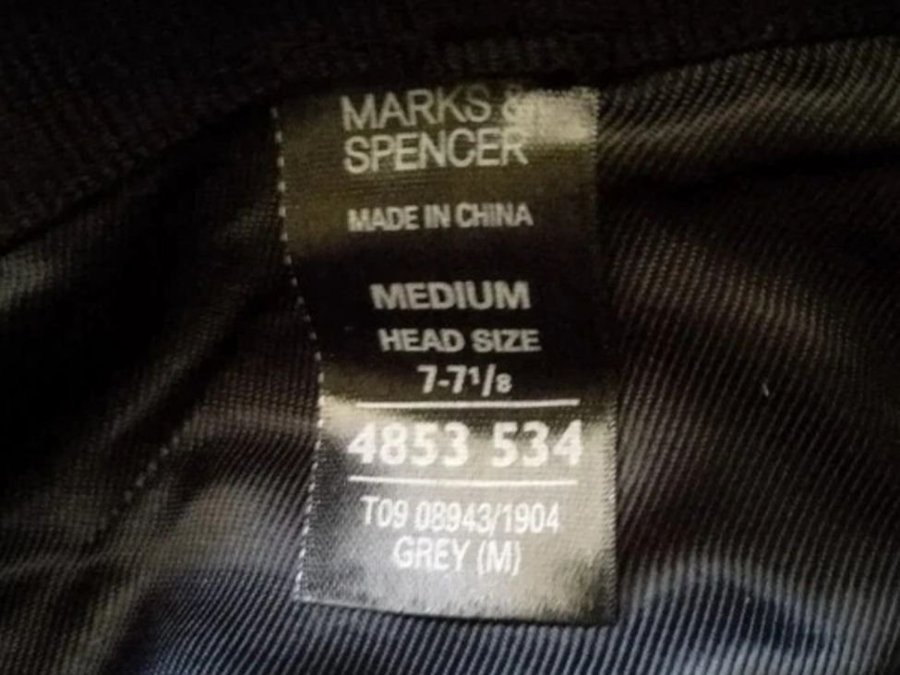 MARKS &
SPENCER
MADE IN CHINA
MEDIUM
HEAD SIZE
7-7¹/8
4853 534
T09 08943/1904
GREY (M)